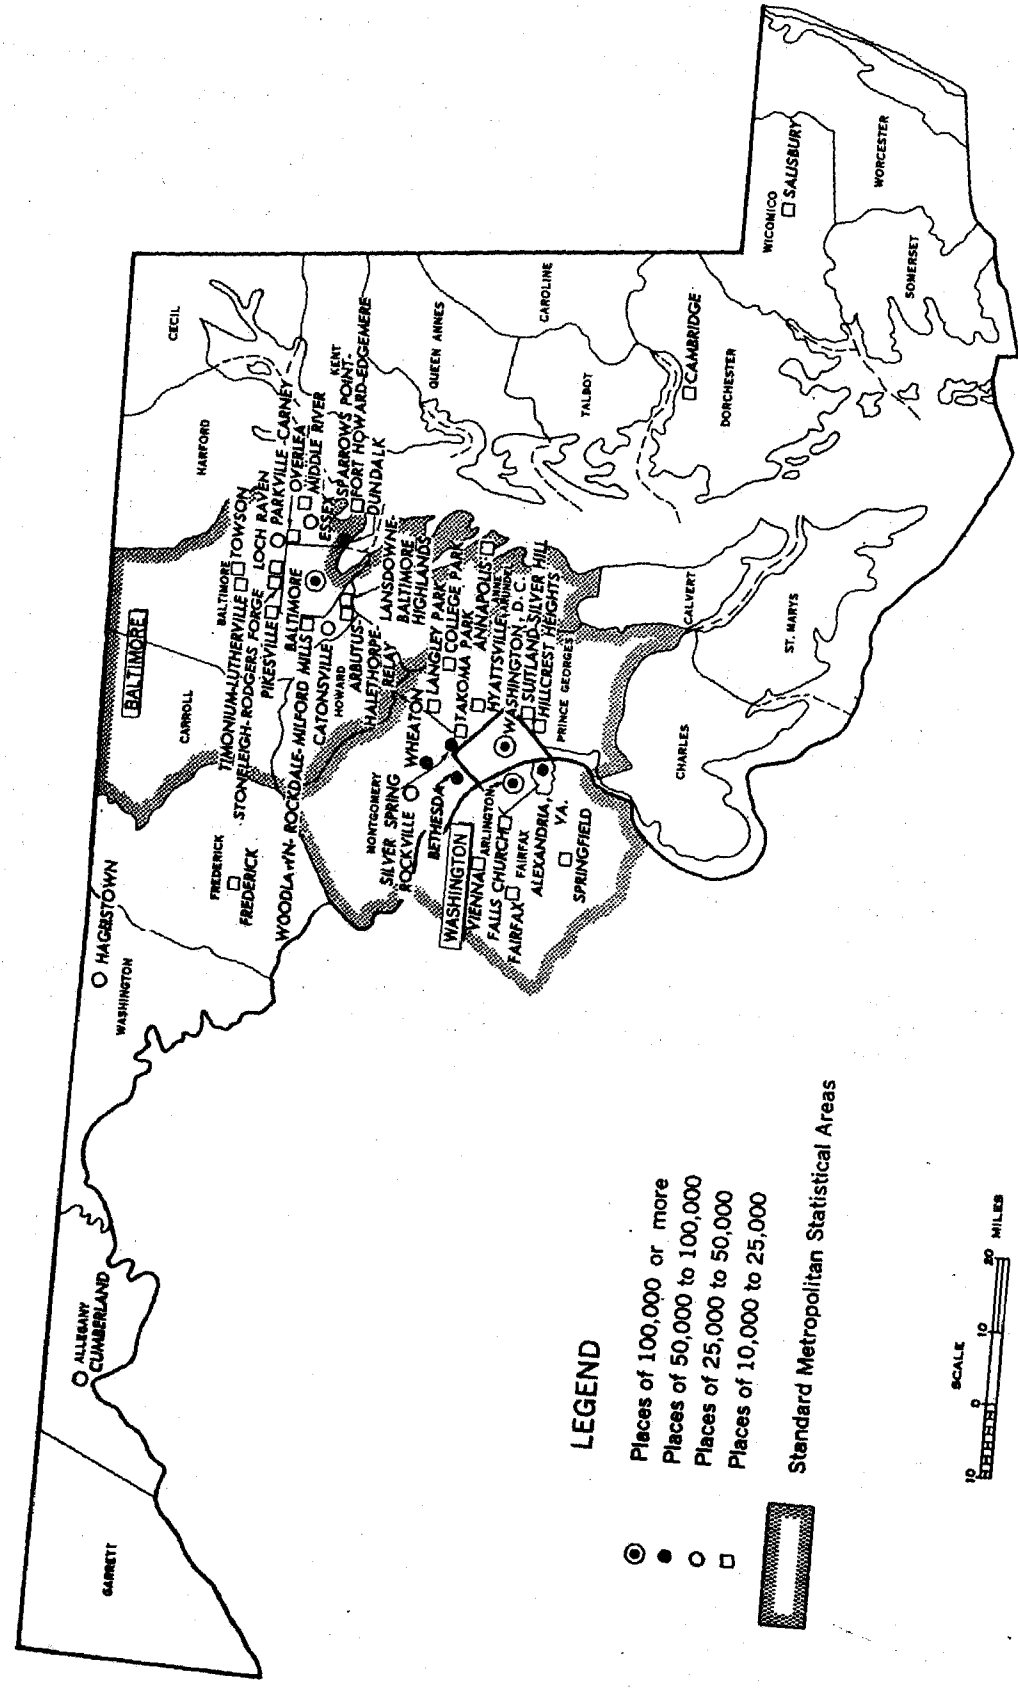 GARRETT
ALLEGANY
CUMBERLAND
HAGERSTOWN
WASHINGTON
FREDERICK
FREDERICK
CARROLL
BALTIMORE
BALTIMORE
HARFORD
CECIL
TIMONIUM-LUTHERVILLE
TOWSON
STONELEIGH-RODGERS FORGE
LOCH RAVEN
PIKESVILLE
PARKVILLE-CARNEY
WOODLAWN-ROCKDALE-MILFORD MILLS
BALTIMORE
OVERLEA
MIDDLE RIVER
ESSEX
KENT
SPARROWS POINT-
FORT HOWARD-EDGEMERE
DUNDALK
CATONSVILLE
HOWARD
ARBUTUS-
HALETHORPE-
RELAY
LANSDOWNE-
BALTIMORE
HIGHLANDS
MONTGOMERY
SILVER SPRING
WHEATON
ROCKVILLE
BETHESDA
LANGLEY PARK
COLLEGE PARK
TAKOMA PARK
ANNAPOLIS
ANNE
ARUNDEL
HYATTSVILLE
WASHINGTON, D. C.
SUITLAND-SILVER HILL
HILLCREST HEIGHTS
PRINCE GEORGES
WASHINGTON
VIENNA
ARLINGTON
FALLS CHURCH
FAIRFAX
FAIRFAX
ALEXANDRIA,
VA.
SPRINGFIELD
QUEEN ANNES
CAROLINE
TALBOT
CAMBRIDGE
DORCHESTER
WICOMICO
SALISBURY
WORCESTER
SOMERSET
CALVERT
ST. MARYS
CHARLES
LEGEND
Places of 100,000 or more
Places of 50,000 to 100,000
Places of 25,000 to 50,000
Places of 10,000 to 25,000
Standard Metropolitan Statistical Areas
SCALE
10 0 10 20 MILES